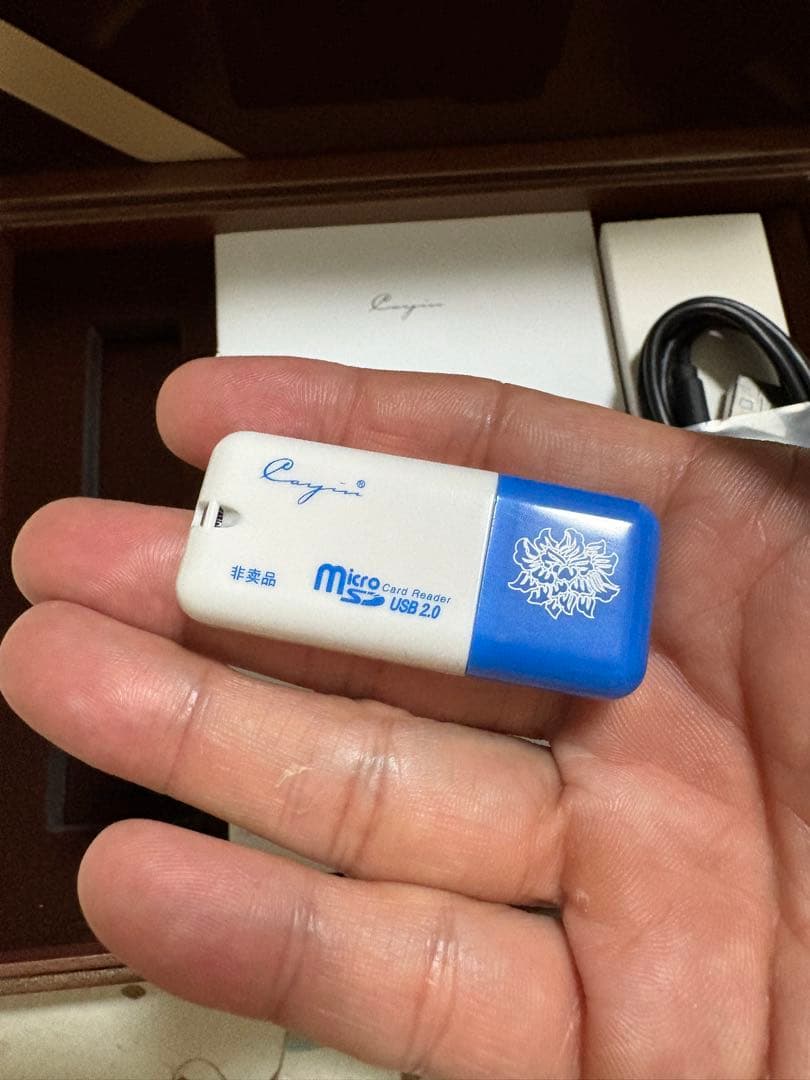 Cayin
Cayin®
非卖品
Micro
SD
Card Reader
USB 2.0